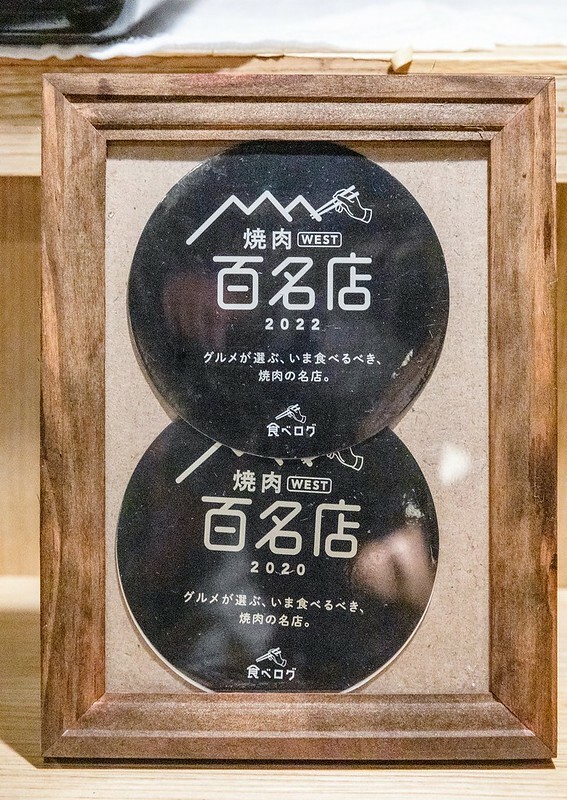 焼肉 WEST
百名店
2022
グルメが選ぶ、いま食べるべき、
焼肉の名店。
食べログ
焼肉 WEST
百名店
2020
グルメが選ぶ、いま食べるべき、
焼肉の名店。
食べログ